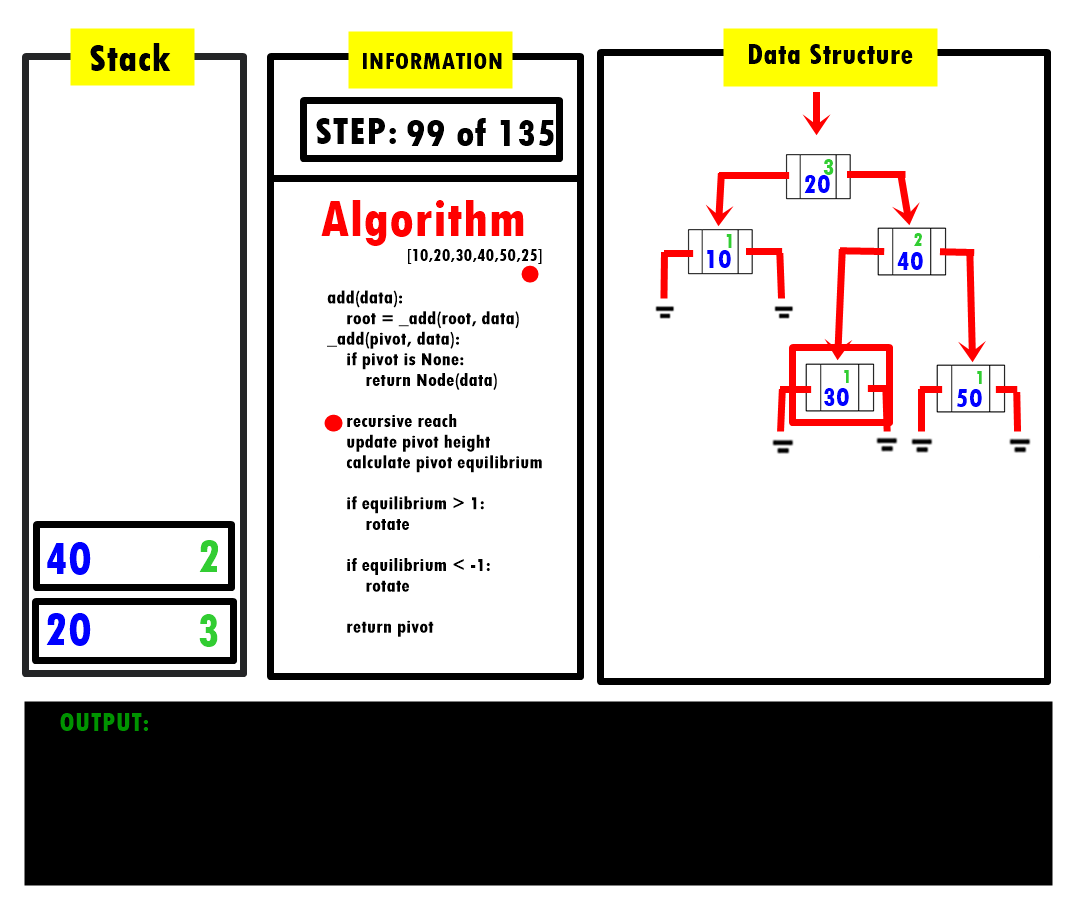 Stack
40 2
20 3
INFORMATION
STEP: 99 of 135
Algorithm
[10,20,30,40,50,25]
add(data):
root = _add(root, data)
_add(pivot, data):
if pivot is None:
return Node(data)
recursive reach
update pivot height
calculate pivot equilibrium
if equilibrium > 1:
rotate
if equilibrium < -1:
rotate
return pivot
Data Structure
3
20
1
10
2
40
1
30
1
50
OUTPUT: